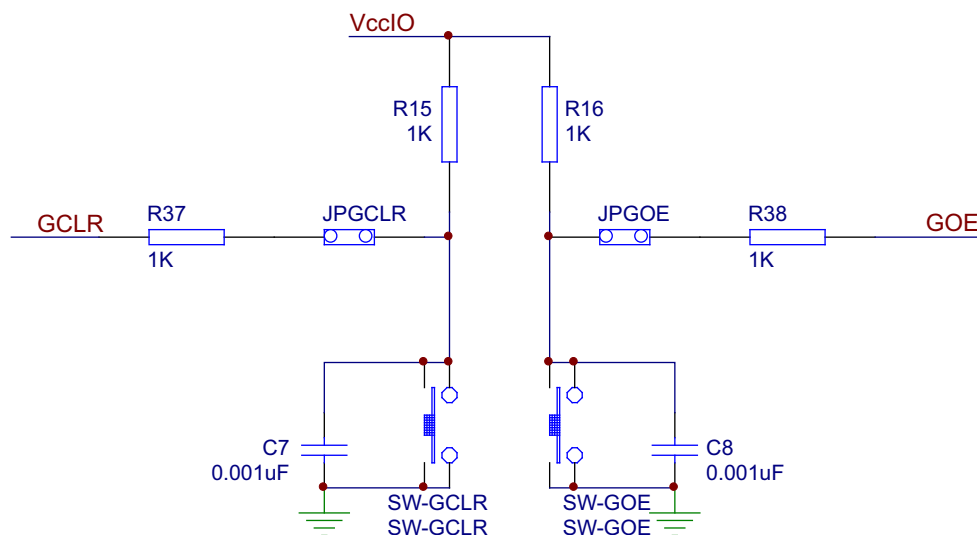 VccIO
R15
1K
R16
1K
GCLR
R37
1K
JPGCLR
JPGOE
R38
1K
GOE
C7
0.001uF
SW-GCLR
SW-GCLR
SW-GOE
SW-GOE
C8
0.001uF